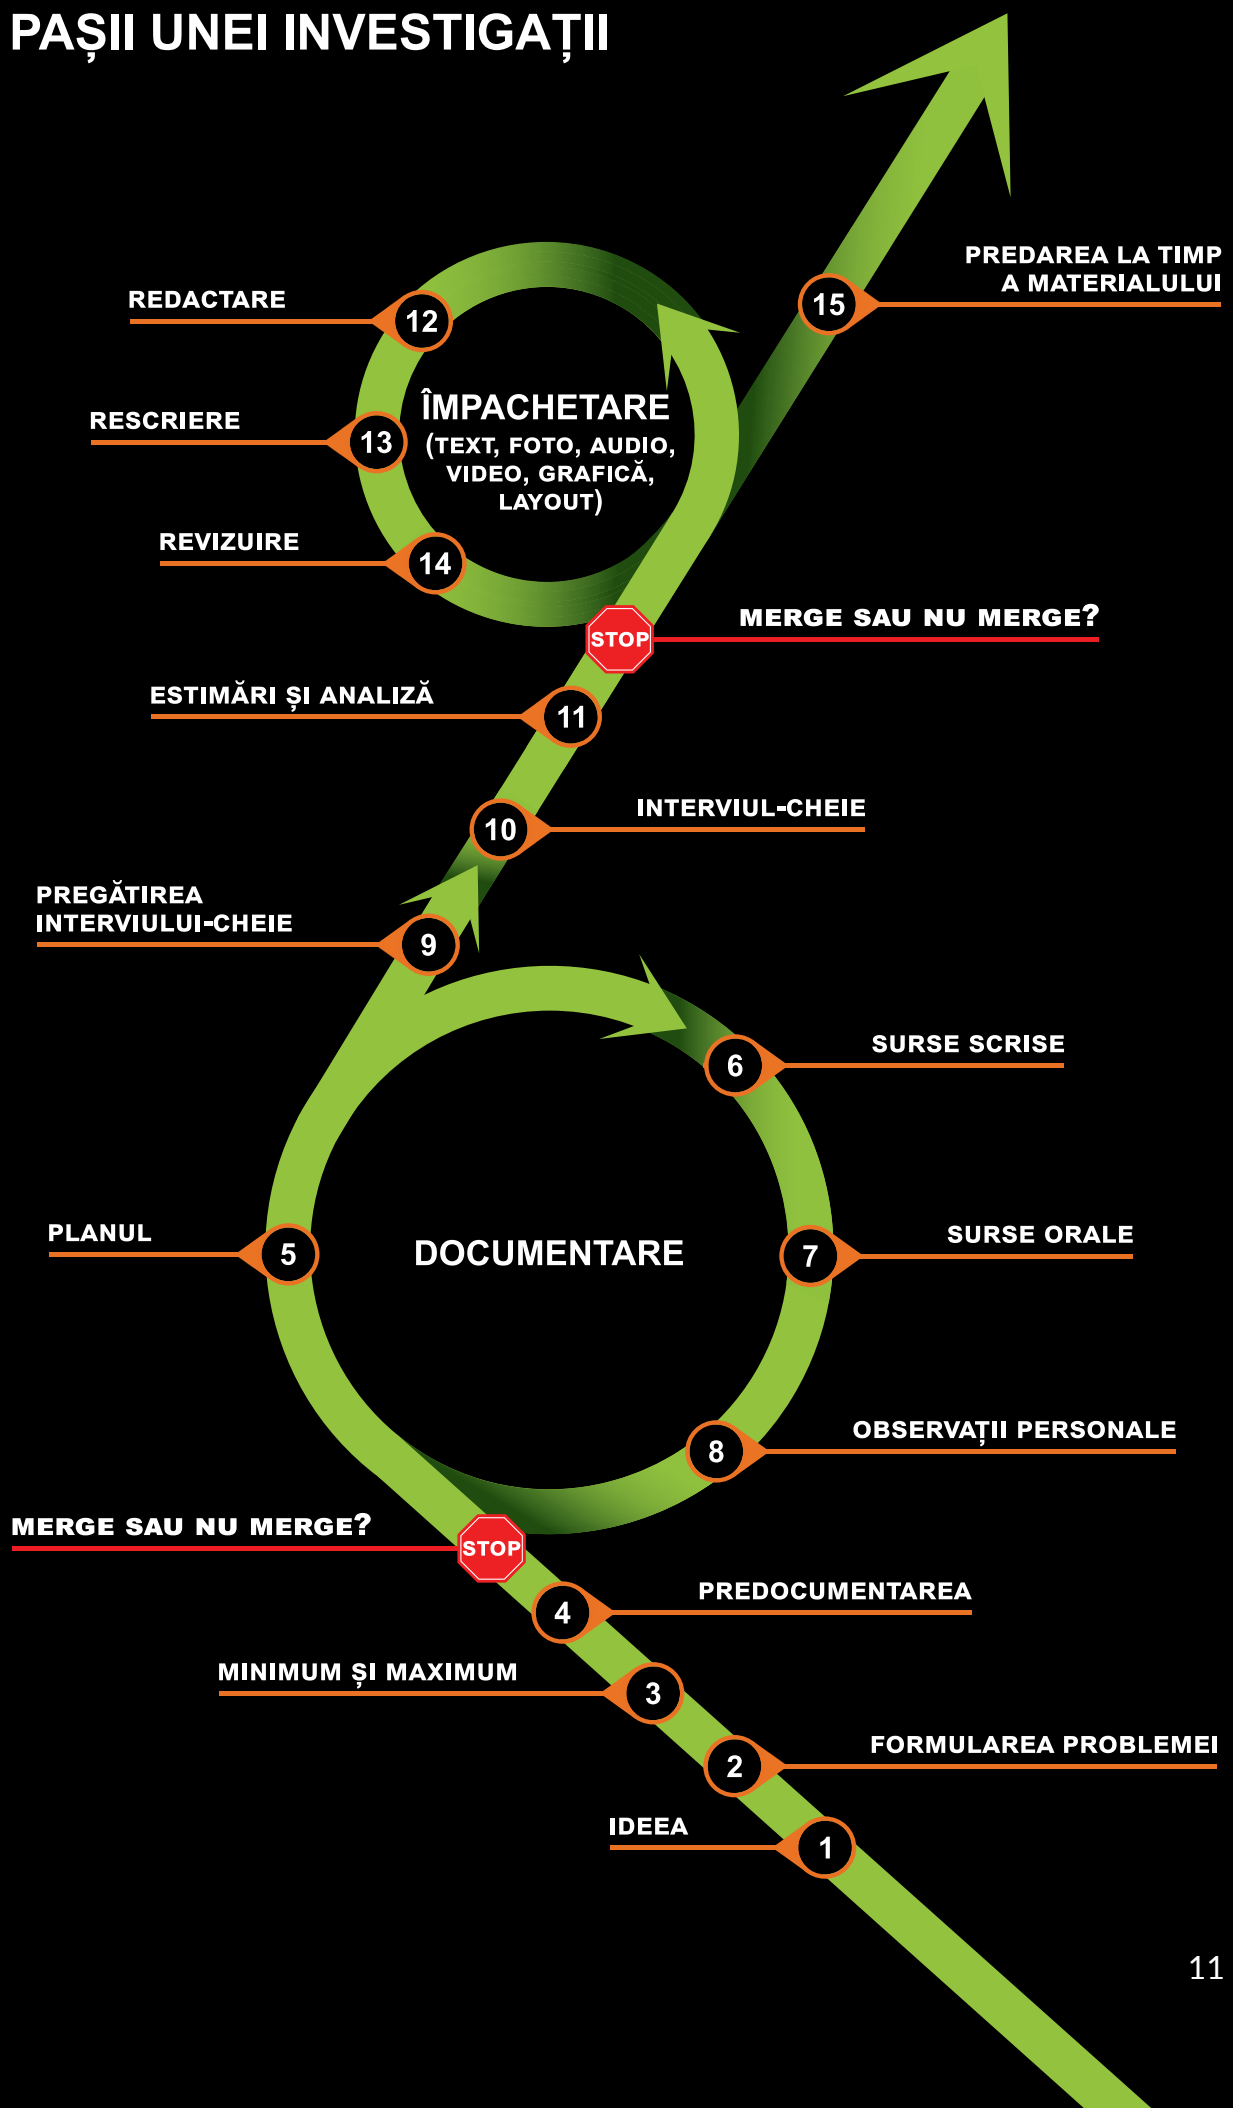 PAȘII UNEI INVESTIGAȚII
PREDAREA LA TIMP
A MATERIALULUI
15
REDACTARE
12
RESCRIERE
13
ÎMPACHETARE
(TEXT, FOTO, AUDIO,
VIDEO, GRAFICĂ,
LAYOUT)
REVIZUIRE
14
MERGE SAU NU MERGE?
STOP
ESTIMĂRI ȘI ANALIZĂ
11
INTERVIUL-CHEIE
10
PREGĂTIREA
INTERVIULUI-CHEIE
9
SURSE SCRISE
6
PLANUL
5
DOCUMENTARE
7
SURSE ORALE
8
OBSERVAȚII PERSONALE
MERGE SAU NU MERGE?
STOP
4
PREDOCUMENTAREA
MINIMUM ȘI MAXIMUM
3
2
FORMULAREA PROBLEMEI
IDEEA
1
11